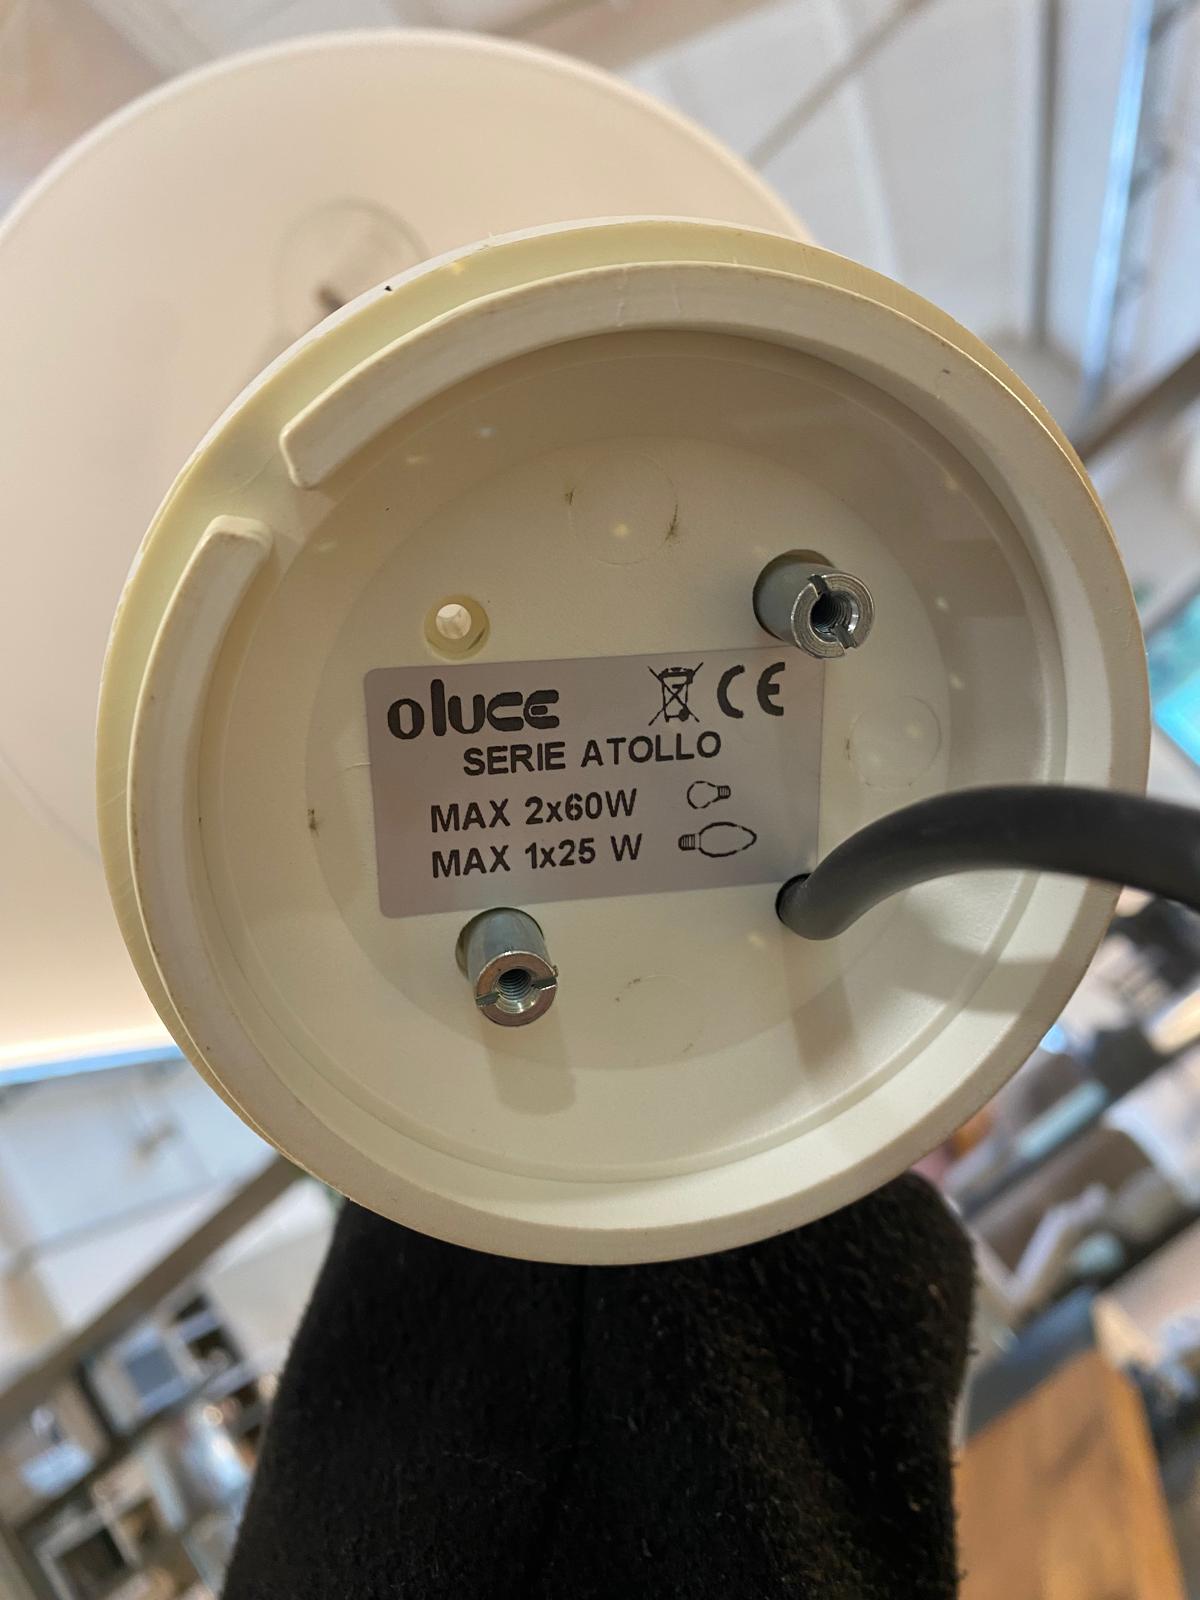 oluce CE
SERIE ATOLLO
MAX 2x60W
MAX 1x25 W